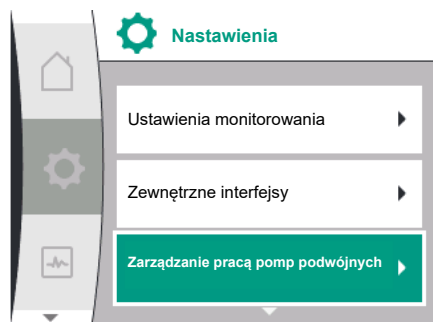 Nastawienia
Ustawienia monitorowania
Zewnętrzne interfejsy
Zarządzanie pracą pomp podwójnych